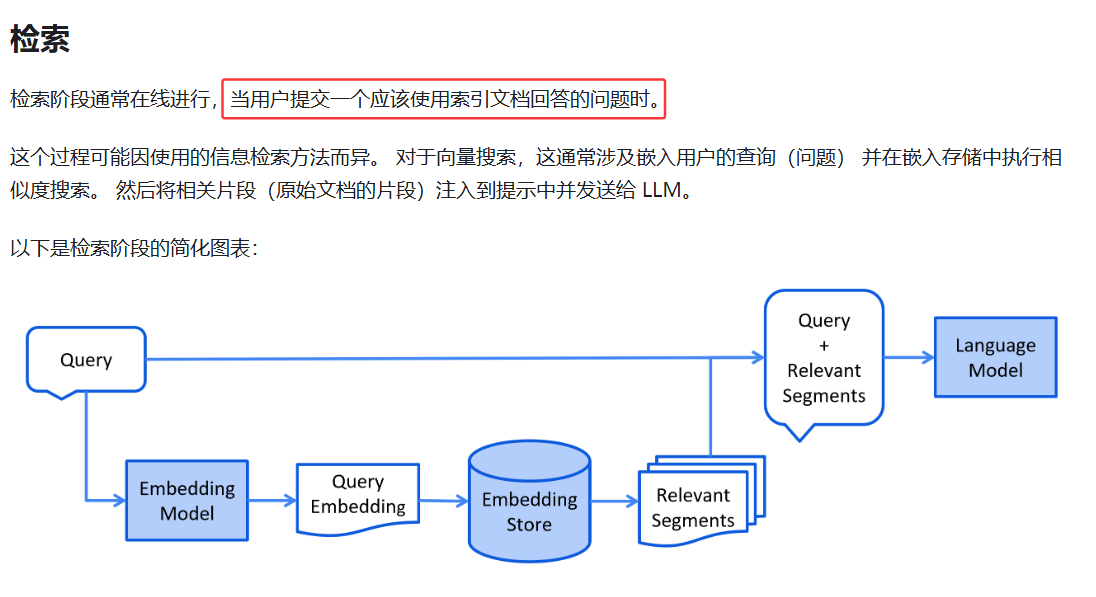 检索
检索阶段通常在线进行，当用户提交一个应该使用索引文档回答的问题时。
这个过程可能因使用的信息检索方法而异。 对于向量搜索，这通常涉及嵌入用户的查询（问题） 并在嵌入存储中执行相
似度搜索。 然后将相关片段（原始文档的片段）注入到提示中并发送给 LLM。
以下是检索阶段的简化图表：
Query
Query
+
Relevant
Segments
Language
Model
Embedding
Model
Query
Embedding
Embedding
Store
Relevant
Segments